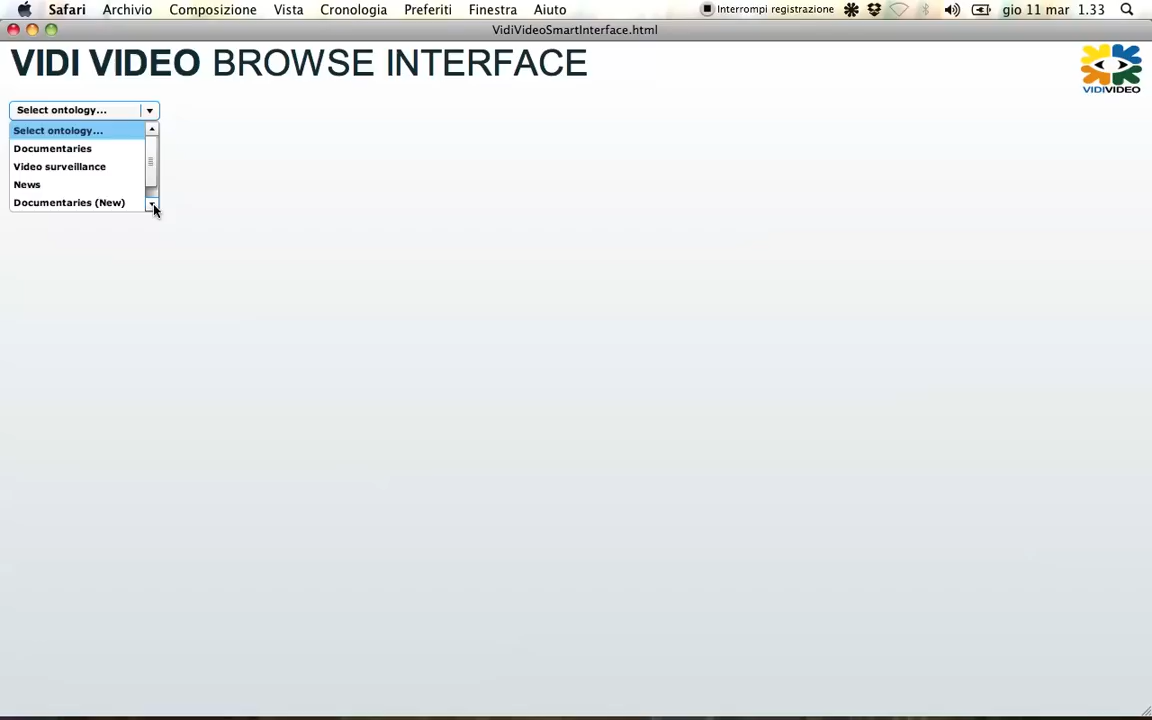 Safari Archivio Composizione Vista Cronologia Preferiti Finestra Aiuto Interrompi registrazione gio 11 mar 1.33
VidiVideoSmartInterface.html
VIDI VIDEO BROWSE INTERFACE
VIDIVIDEO
Select ontology...
Select ontology...
Documentaries
Video surveillance
News
Documentaries (New)